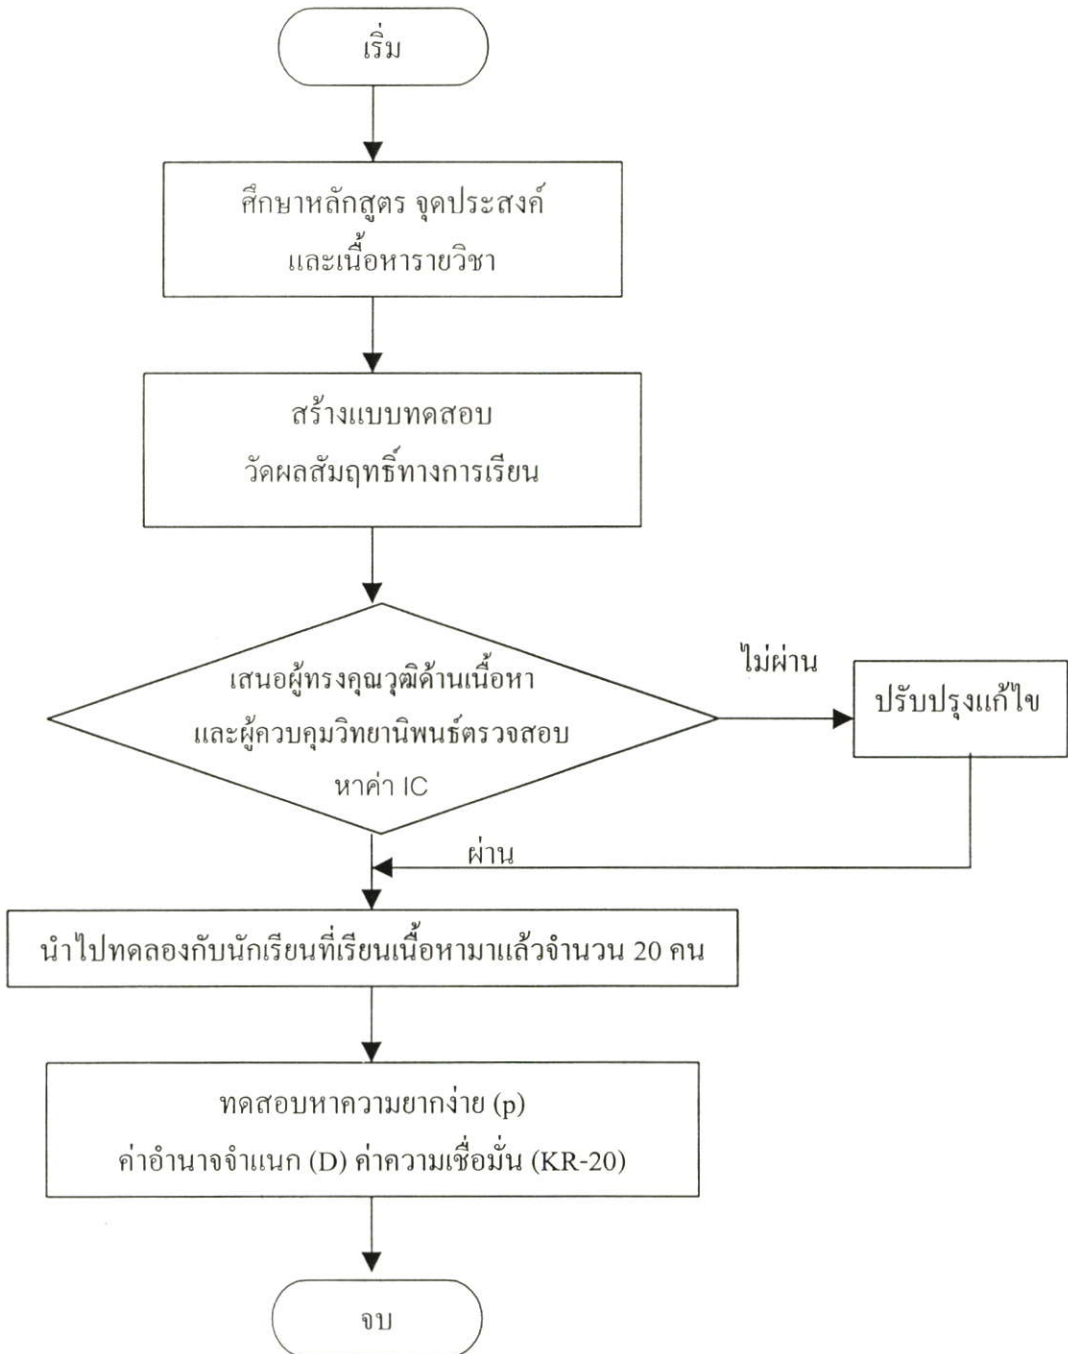 เริ่ม
ศึกษาหลักสูตร จุดประสงค์
และเนื้อหารายวิชา
สร้างแบบทดสอบ
วัดผลสัมฤทธิ์ทางการเรียน
เสนอผู้ทรงคุณวุฒิด้านเนื้อหา
และผู้ควบคุมวิทยานิพนธ์ตรวจสอบ
หาค่า IC
ไม่ผ่าน
ปรับปรุงแก้ไข
ผ่าน
นำไปทดลองกับนักเรียนที่เรียนเนื้อหามาแล้วจำนวน 20 คน
ทดสอบหาความยากง่าย (p)
ค่าอำนาจจำแนก (D) ค่าความเชื่อมั่น (KR-20)
จบ